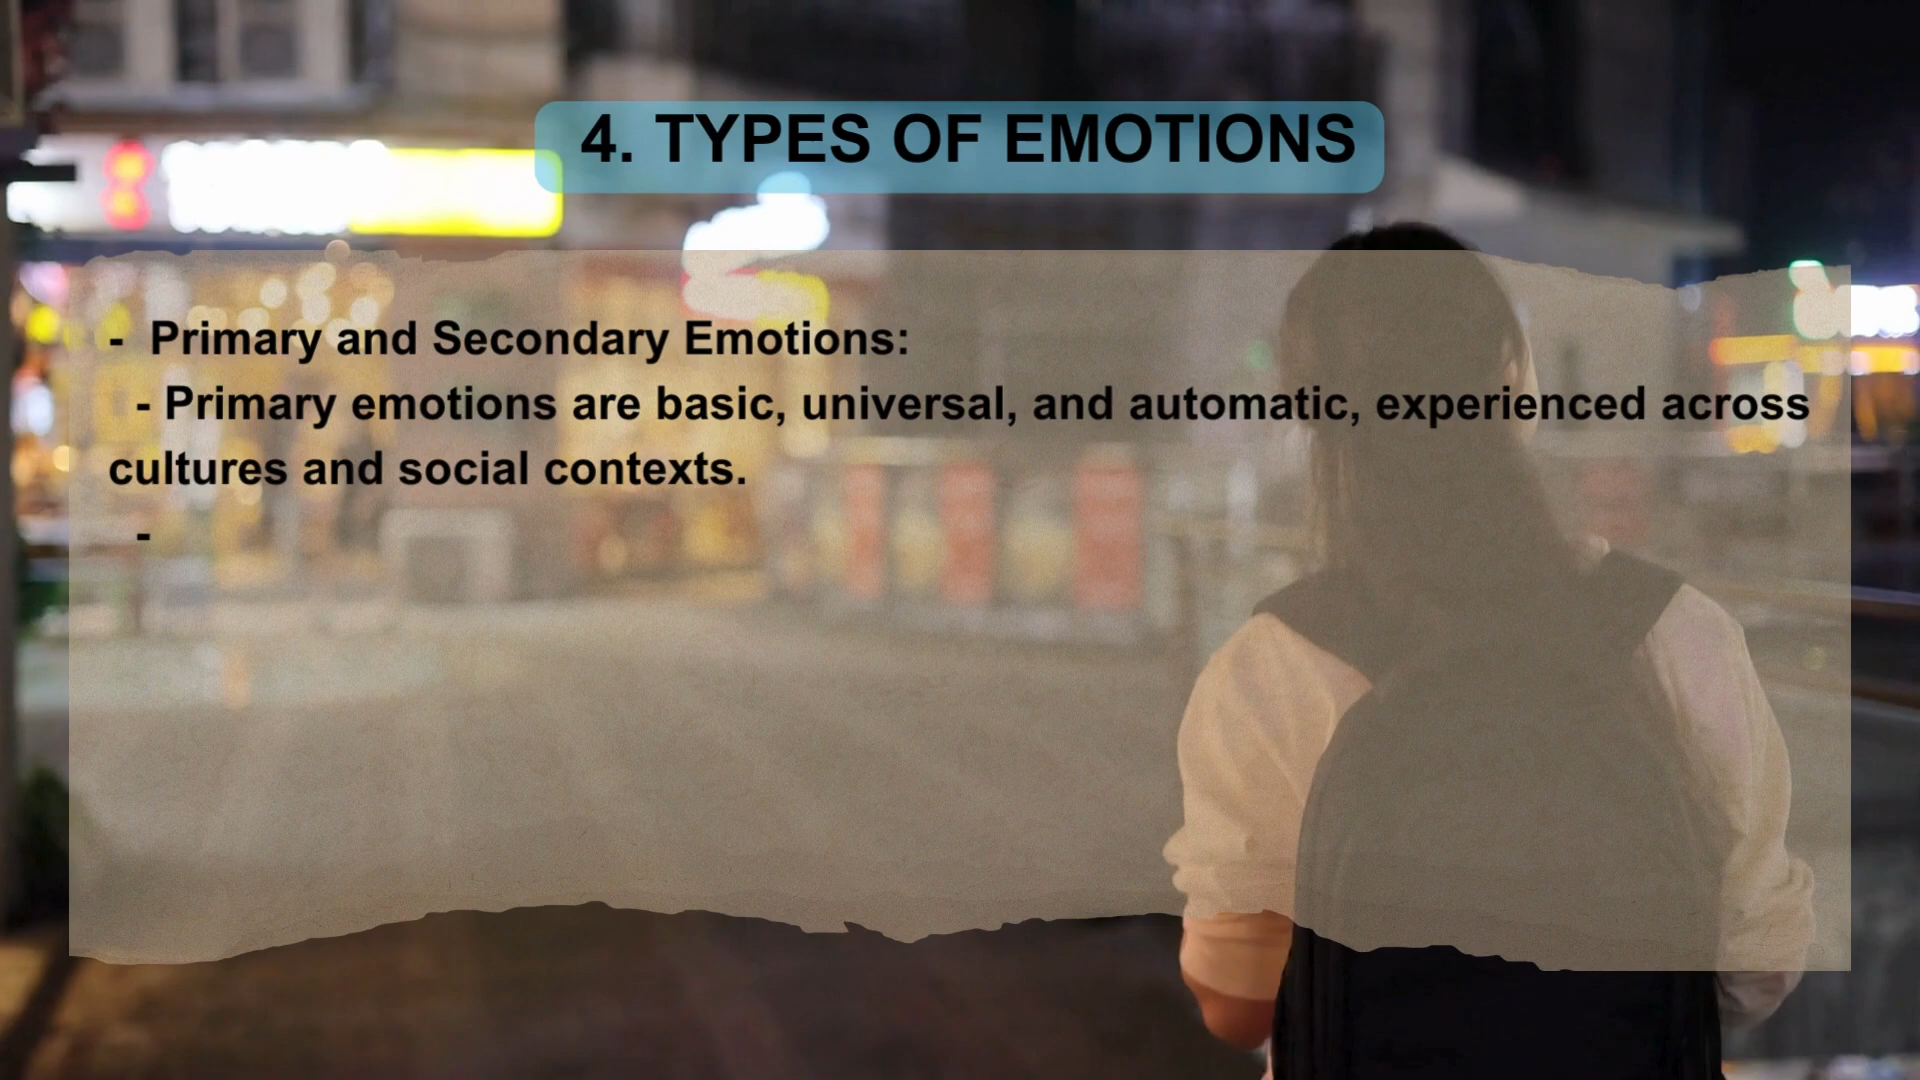 4. TYPES OF EMOTIONS
- Primary and Secondary Emotions:
- Primary emotions are basic, universal, and automatic, experienced across
cultures and social contexts.
-